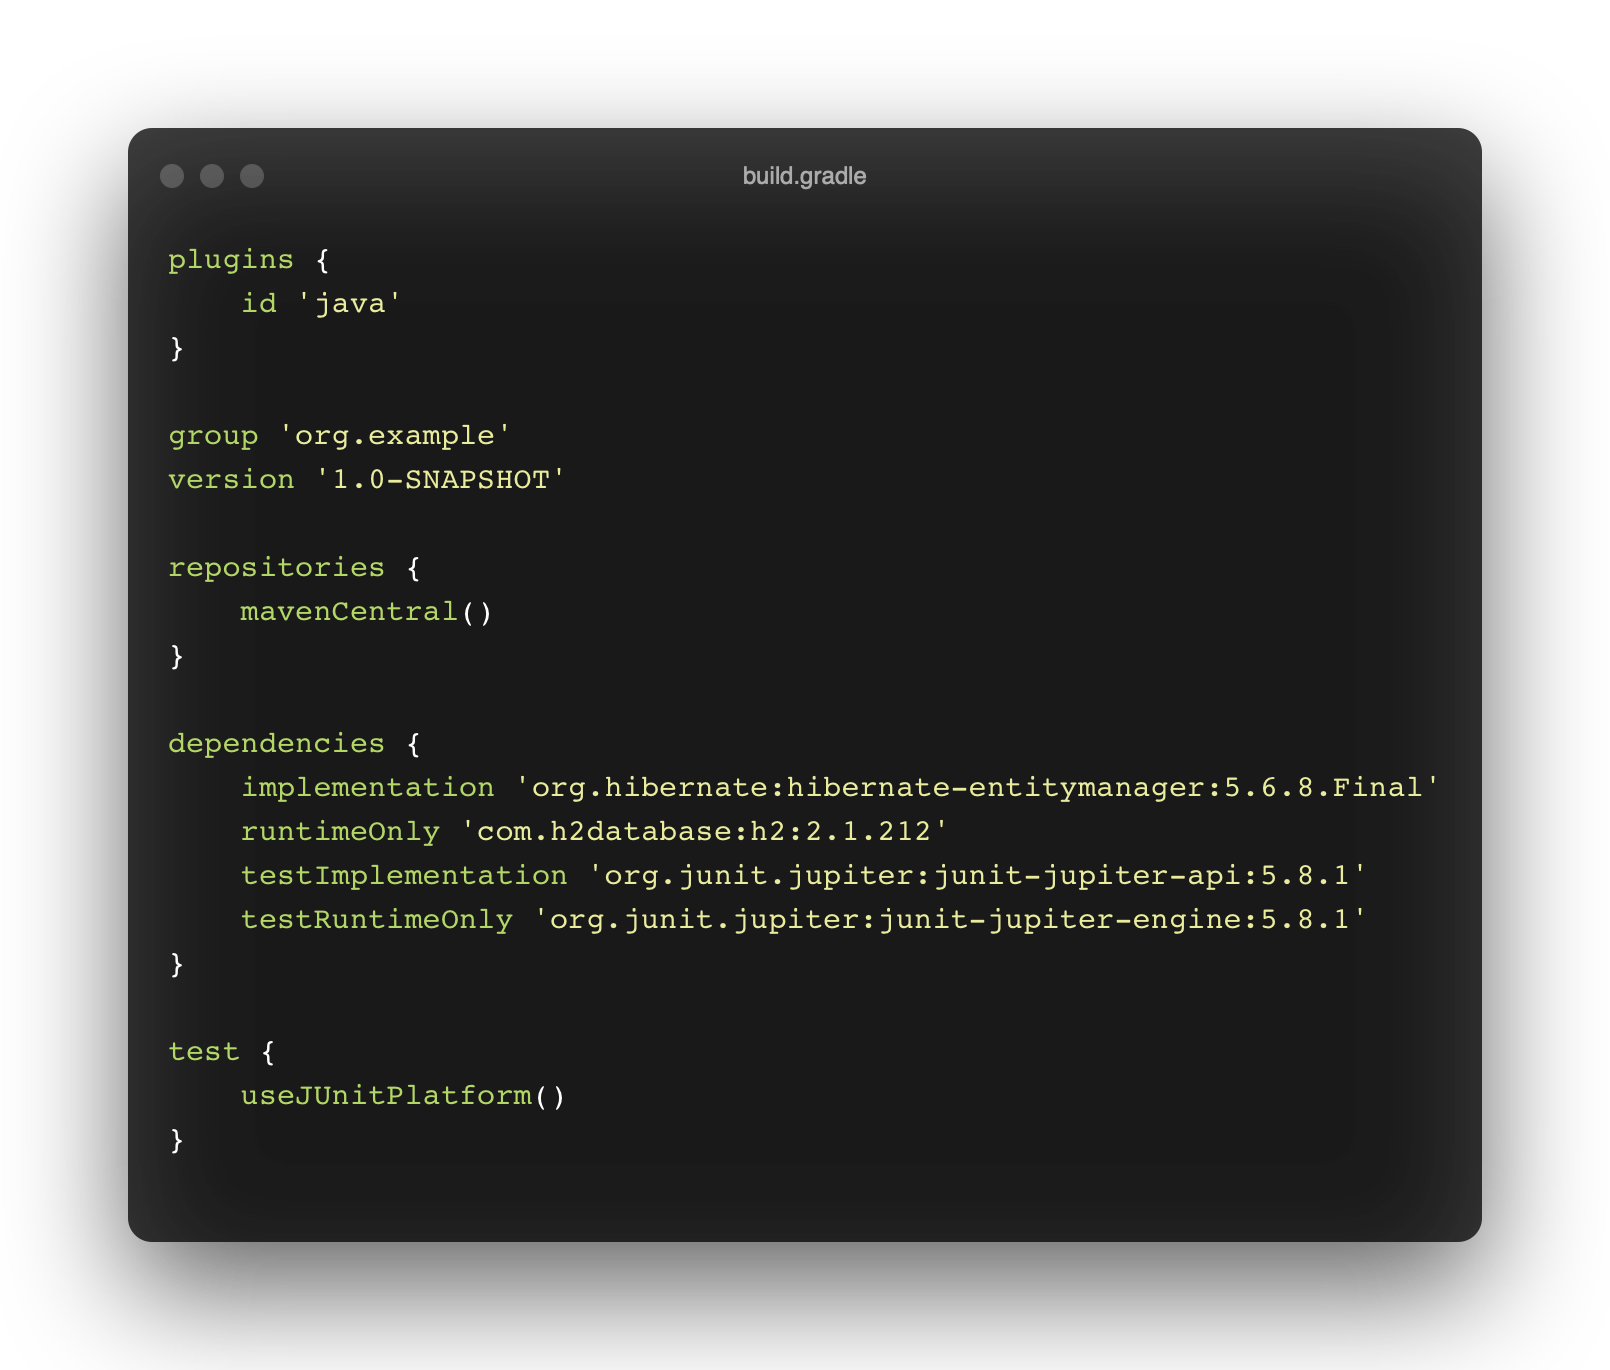 build.gradle
plugins {
    id 'java'
}
group 'org.example'
version '1.0-SNAPSHOT'
repositories {
    mavenCentral()
}
dependencies {
    implementation 'org.hibernate:hibernate-entitymanager:5.6.8.Final'
    runtimeOnly 'com.h2database:h2:2.1.212'
    testImplementation 'org.junit.jupiter:junit-jupiter-api:5.8.1'
    testRuntimeOnly 'org.junit.jupiter:junit-jupiter-engine:5.8.1'
}
test {
    useJUnitPlatform()
}